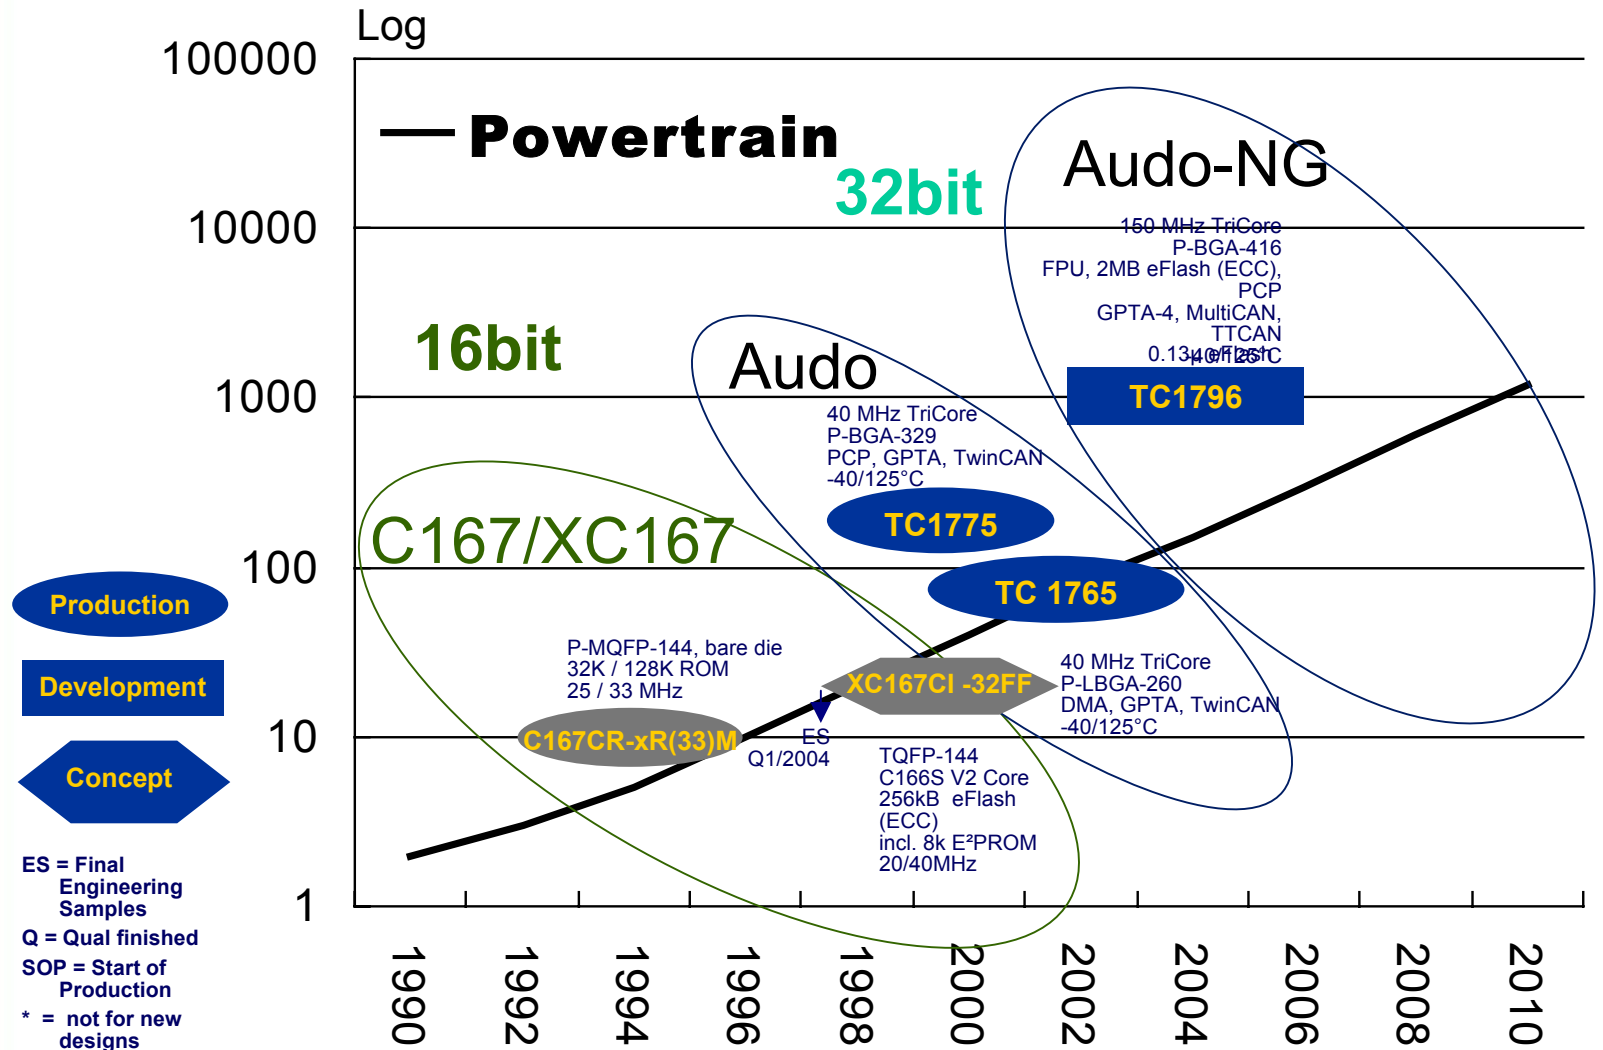 Log
100000
10000
1000
100
10
1
Powertrain
32bit
16bit
Audo-NG
150 MHz TriCore
P-BGA-416
FPU, 2MB eFlash (ECC),
PCP
GPTA-4, MultiCAN,
TTCAN
0.13µ eFlash
-40/125°C
TC1796
Audo
40 MHz TriCore
P-BGA-329
PCP, GPTA, TwinCAN
-40/125°C
TC1775
TC 1765
40 MHz TriCore
P-LBGA-260
DMA, GPTA, TwinCAN
-40/125°C
C167/XC167
P-MQFP-144, bare die
32K / 128K ROM
25 / 33 MHz
C167CR-xR(33)M
XC167CI -32FF
ES
Q1/2004
TQFP-144
C166S V2 Core
256kB eFlash
(ECC)
incl. 8k E²PROM
20/40MHz
Production
Development
Concept
ES = Final
Engineering
Samples
Q = Qual finished
SOP = Start of
Production
* = not for new
designs
1990
1992
1994
1996
1998
2000
2002
2004
2006
2008
2010